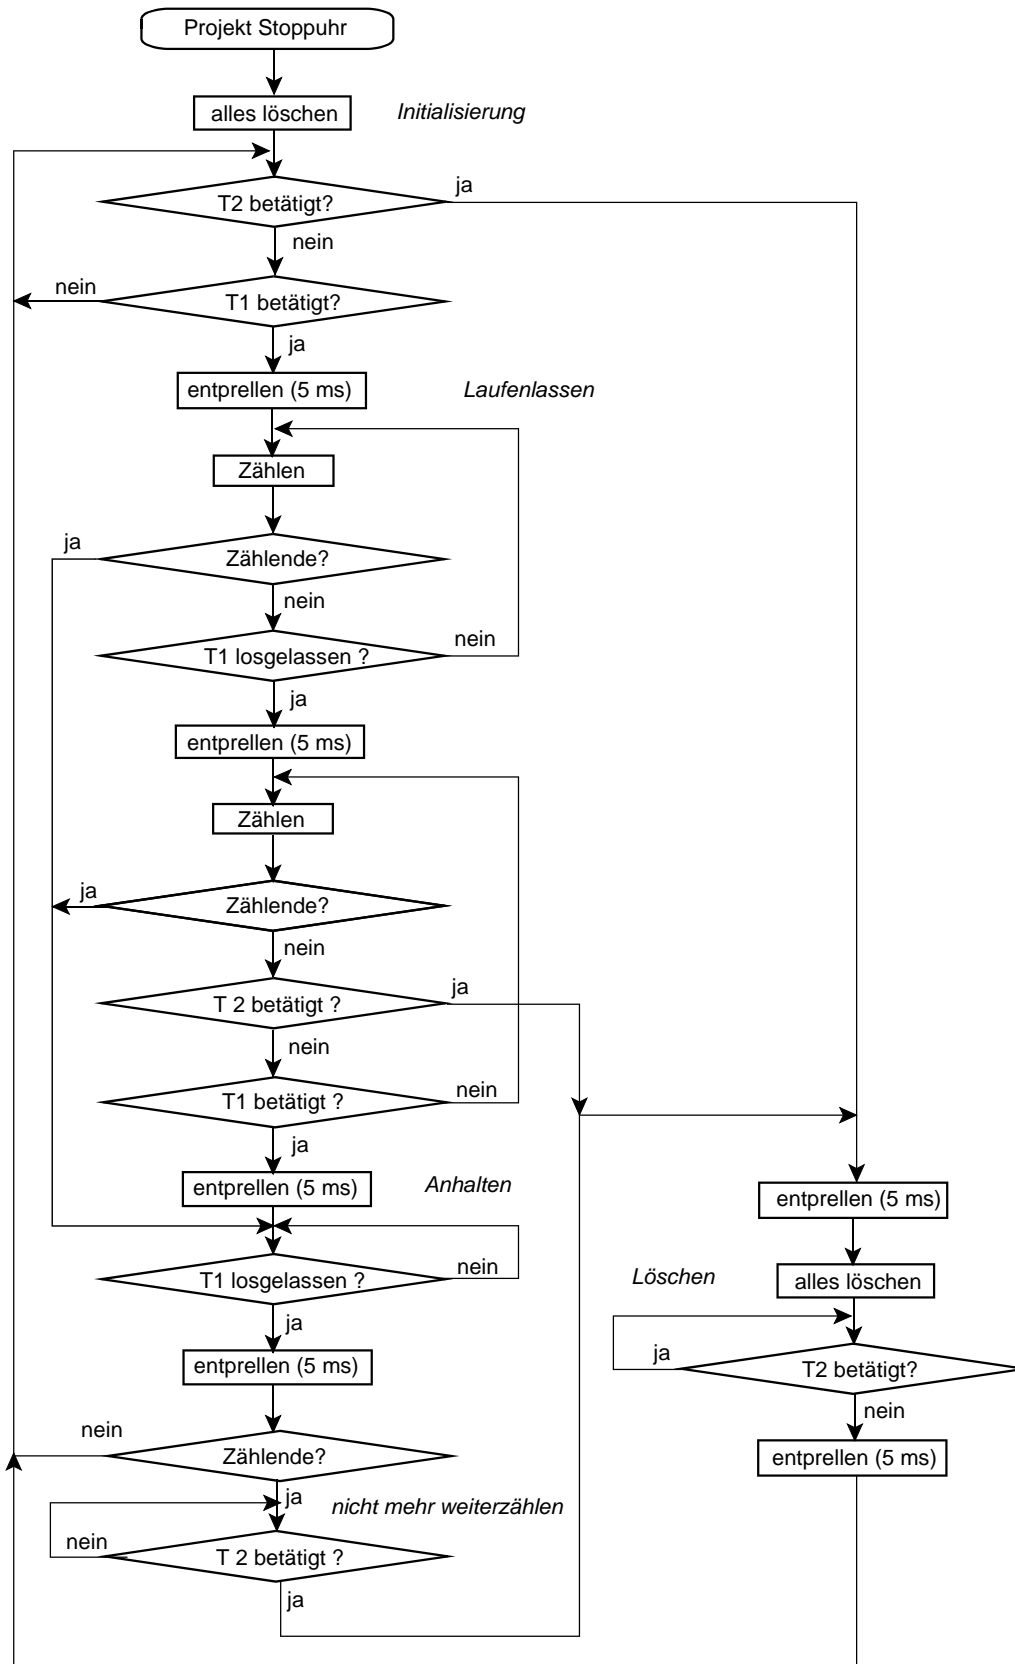 Projekt Stoppuhr
alles löschen
Initialisierung
T2 betätigt?
ja
nein
T1 betätigt?
nein
ja
entprellen (5 ms)
Laufenlassen
Zählen
Zählende?
ja
nein
T1 losgelassen ?
nein
ja
entprellen (5 ms)
Zählen
Zählende?
ja
nein
T 2 betätigt ?
ja
nein
T1 betätigt ?
nein
ja
entprellen (5 ms)
Anhalten
T1 losgelassen ?
nein
ja
entprellen (5 ms)
Zählende?
nein
ja
nicht mehr weiterzählen
T 2 betätigt ?
nein
ja
entprellen (5 ms)
alles löschen
Löschen
T2 betätigt?
ja
nein
entprellen (5 ms)